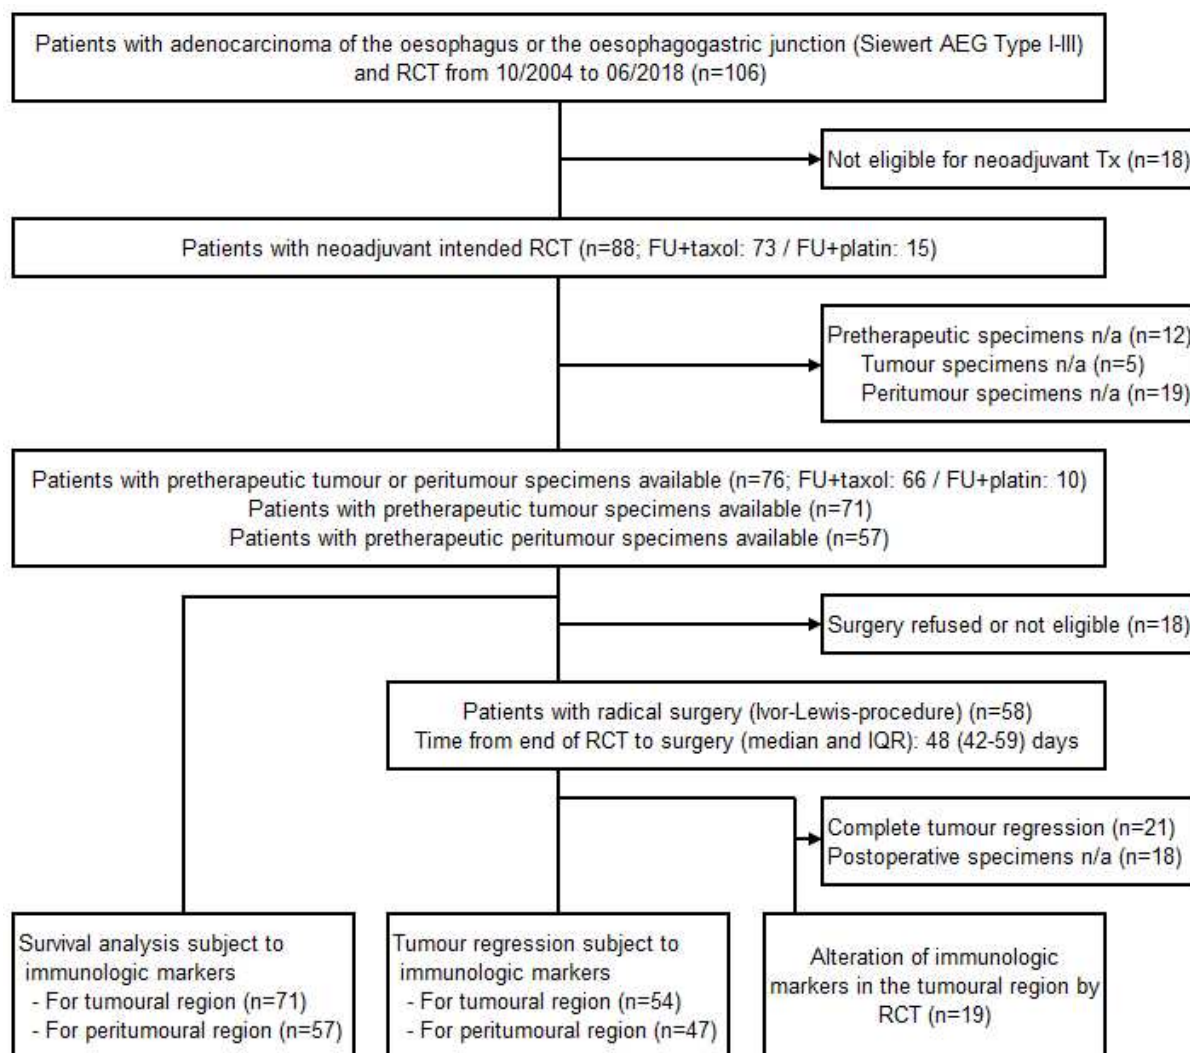 Patients with adenocarcinoma of the oesophagus or the oesophagogastric junction (Siewert AEG Type I-III)
and RCT from 10/2004 to 06/2018 (n=106)
Not eligible for neoadjuvant Tx (n=18)
Patients with neoadjuvant intended RCT (n=88; FU+taxol: 73 / FU+platin: 15)
Pretherapeutic specimens n/a (n=12)
Tumour specimens n/a (n=5)
Peritumour specimens n/a (n=19)
Patients with pretherapeutic tumour or peritumour specimens available (n=76; FU+taxol: 66 / FU+platin: 10)
Patients with pretherapeutic tumour specimens available (n=71)
Patients with pretherapeutic peritumour specimens available (n=57)
Surgery refused or not eligible (n=18)
Patients with radical surgery (Ivor-Lewis-procedure) (n=58)
Time from end of RCT to surgery (median and IQR): 48 (42-59) days
Complete tumour regression (n=21)
Postoperative specimens n/a (n=18)
Survival analysis subject to
immunologic markers
- For tumoural region (n=71)
- For peritumoural region (n=57)
Tumour regression subject to
immunologic markers
- For tumoural region (n=54)
- For peritumoural region (n=47)
Alteration of immunologic
markers in the tumoural region by
RCT (n=19)